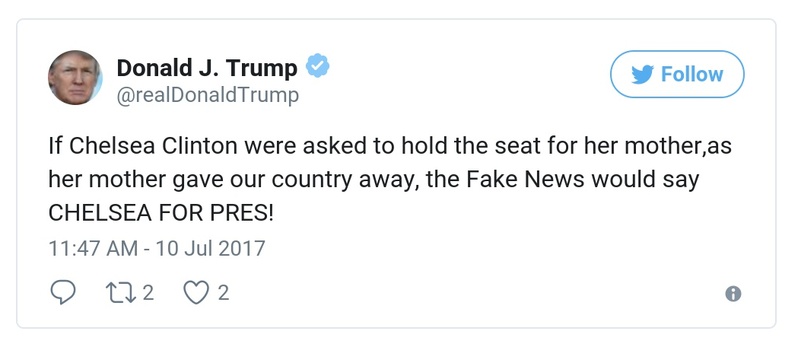 Donald J. Trump
@realDonaldTrump
Follow
If Chelsea Clinton were asked to hold the seat for her mother,as
her mother gave our country away, the Fake News would say
CHELSEA FOR PRES!
11:47 AM - 10 Jul 2017
2 2